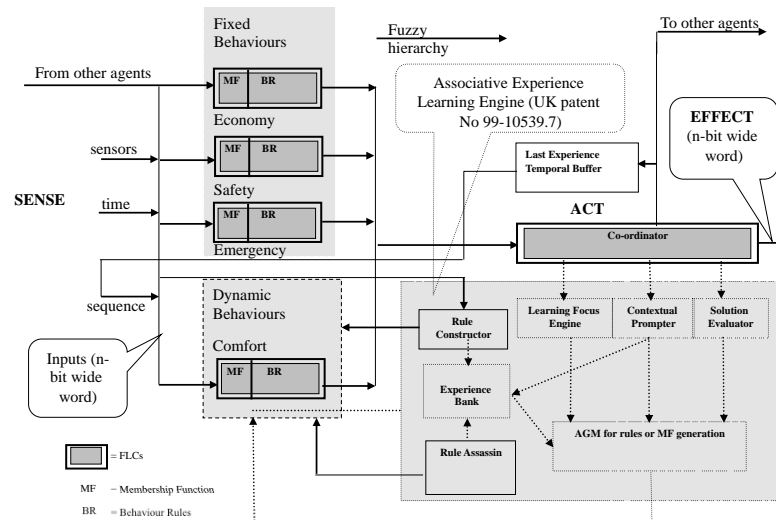 Fixed
Behaviours
MF BR
Economy
MF BR
Safety
MF BR
Emergency
From other agents
sensors
SENSE
time
sequence
Inputs (n-
bit wide
word)
Dynamic
Behaviours
Comfort
MF BR
Fuzzy
hierarchy
To other agents
Associative Experience
Learning Engine (UK patent
No 99-10539.7)
Last Experience
Temporal Buffer
EFFECT
(n-bit wide
word)
ACT
Co-ordinator
Rule
Constructor
Learning Focus
Engine
Contextual
Prompter
Solution
Evaluator
Experience
Bank
Rule Assassin
AGM for rules or MF generation
= FLCs
MF = Membership Function
BR = Behaviour Rules